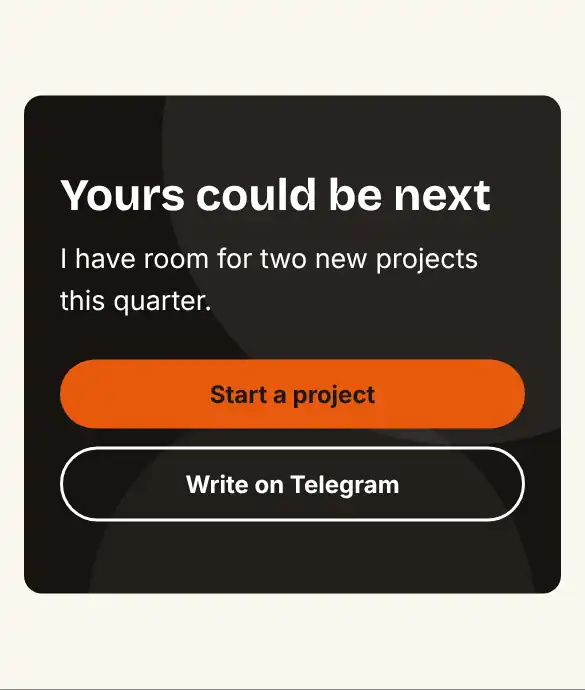 Yours could be next
I have room for two new projects
this quarter.
Start a project
Write on Telegram